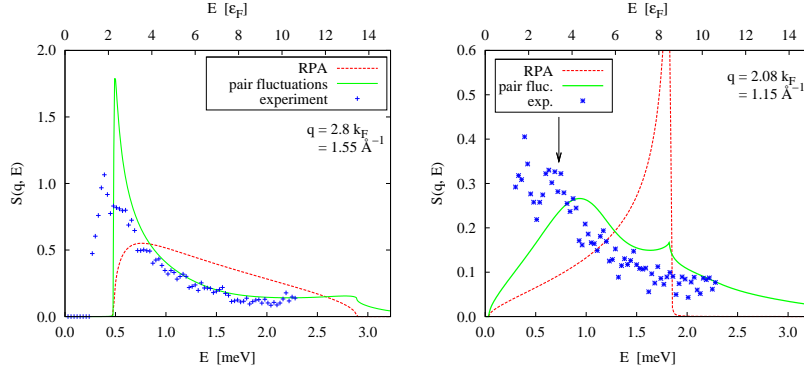 E [εF]
0 2 4 6 8 10 12 14
2.0
1.5
1.0
0.5
0.0
S(q, E)
RPA
pair fluctuations
experiment
q = 2.8 kF
= 1.55 Å−1
0.0 0.5 1.0 1.5 2.0 2.5 3.0
E [meV]
E [εF]
0 2 4 6 8 10 12 14
0.6
0.5
0.4
0.3
0.2
0.1
0.0
S(q, E)
RPA
pair fluc.
exp.
q = 2.08 kF
= 1.15 Å−1
0.0 0.5 1.0 1.5 2.0 2.5 3.0
E [meV]